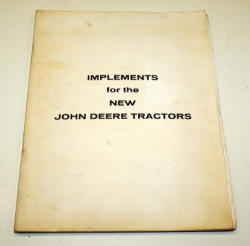 IMPLEMENTS
for the
NEW
JOHN DEERE TRACTORS